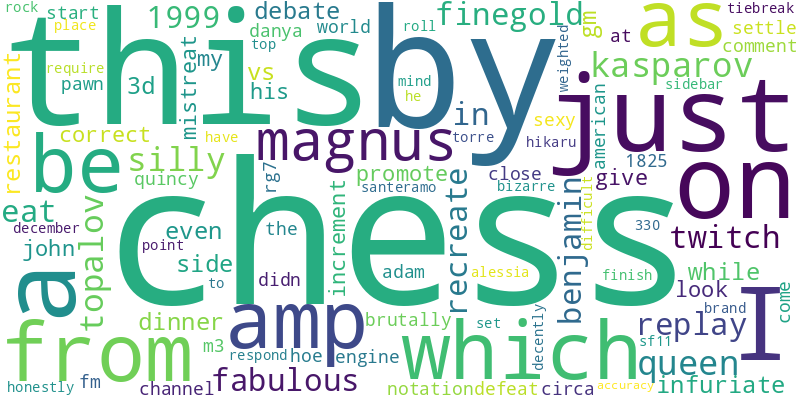 rock
start
1999
debate
danya
world
roll
finegold
gm
as
tiebreak
settle
comment
place
require
pawn
3d
this
mistreat
my
vs
his
top
by
mind
he
weighted
at
just
kasparov
sidebar
restaurant
correct
have
magnus
in
torre
sexy
hikaru
american
1825
on
be
silly
quincy
rg7
promote
santeramo
close
bizarre
give
eat
december
john
topalov
even
point
side
to
the
didn
chess
increment
adam
recreate
alessia
benjamin
difficult
330
finish
twitch
while
look
brand
come
a
from
dinner
m3
amp
brutally
respond
hoe
engine
set
which
decently
replay
sf11
queen
I
honestly
fm
channel
fabulous
notation
defeat
circa
accuracy
infuriate